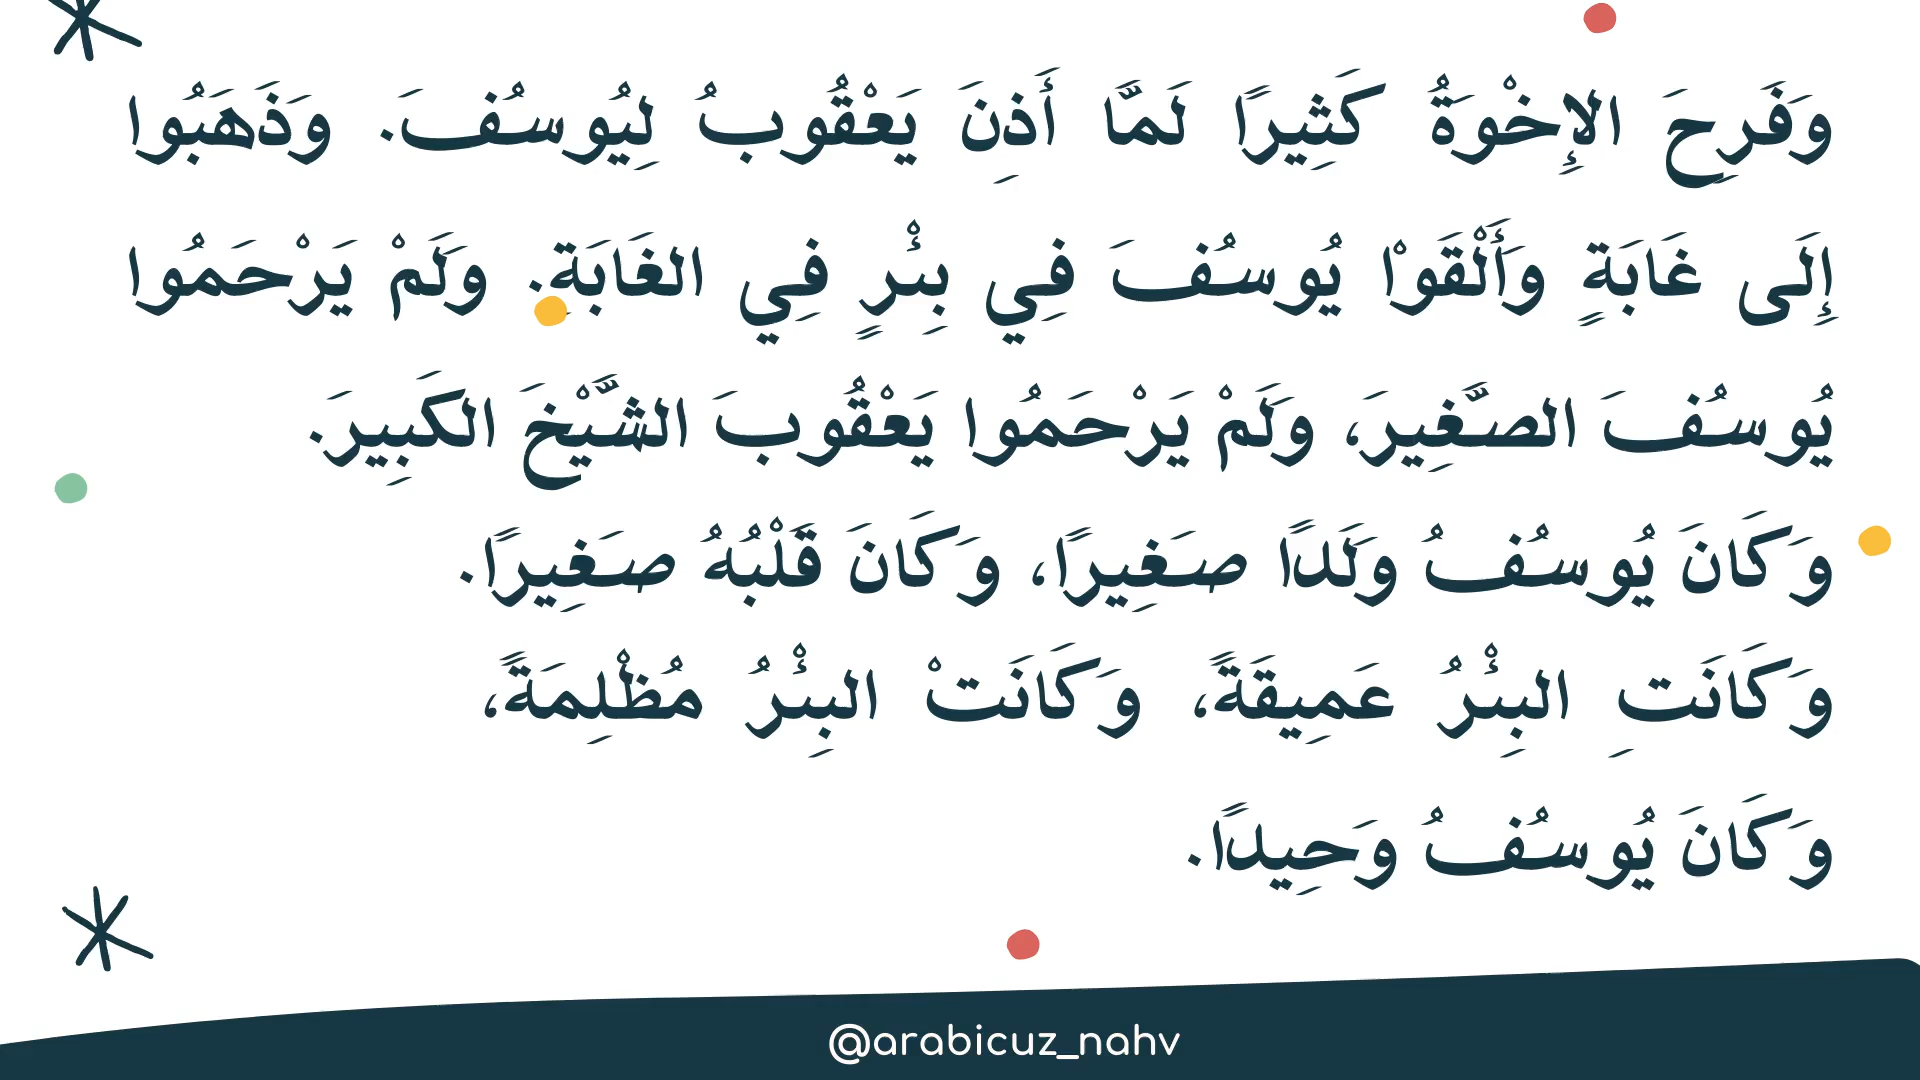 وَفَرِحَ الإِخْوَةُ كَثِيرًا لَمَّا أَذِنَ يَعْقُوبُ لِيُوسُفَ. وَذَهَبُوا
إِلَى غَابَةٍ وَأَلْقَوْا يُوسُفَ فِي بِئْرٍ فِي الغَابَةِ. وَلَمْ يَرْحَمُوا
يُوسُفَ الصَّغِيرَ، وَلَمْ يَرْحَمُوا يَعْقُوبَ الشَّيْخَ الكَبِيرَ.
وَكَانَ يُوسُفُ وَلَدًا صَغِيرًا، وَكَانَ قَلْبُهُ صَغِيرًا.
وَكَانَتِ البِئْرُ عَمِيقَةً، وَكَانَتْ البِئْرُ مُظْلِمَةً،
وَكَانَ يُوسُفُ وَحِيدًا.
@arabicuz_nahv